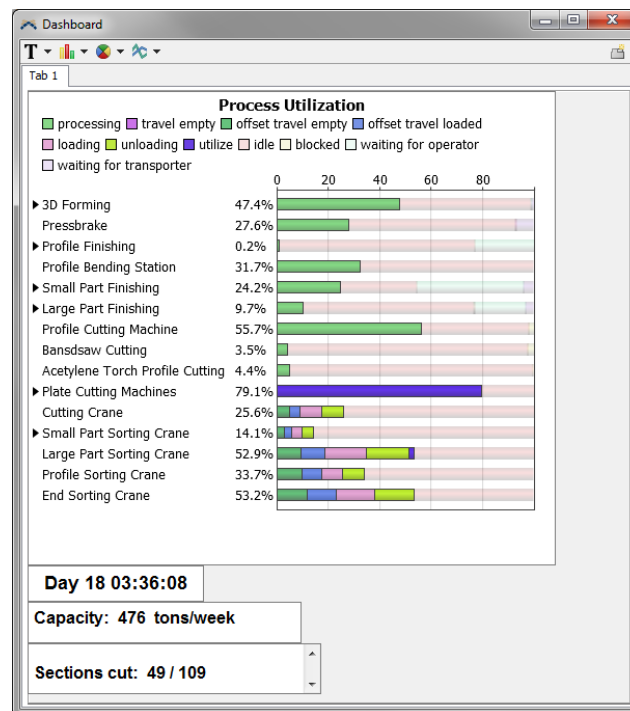 Dashboard
T
Tab 1
Process Utilization
processing travel empty offset travel empty offset travel loaded
loading unloading utilize idle blocked waiting for operator
waiting for transporter
0 20 40 60 80
3D Forming 47.4%
Pressbrake 27.6%
Profile Finishing 0.2%
Profile Bending Station 31.7%
Small Part Finishing 24.2%
Large Part Finishing 9.7%
Profile Cutting Machine 55.7%
Bansdsaw Cutting 3.5%
Acetylene Torch Profile Cutting 4.4%
Plate Cutting Machines 79.1%
Cutting Crane 25.6%
Small Part Sorting Crane 14.1%
Large Part Sorting Crane 52.9%
Profile Sorting Crane 33.7%
End Sorting Crane 53.2%
Day 18 03:36:08
Capacity: 476 tons/week
Sections cut: 49 / 109